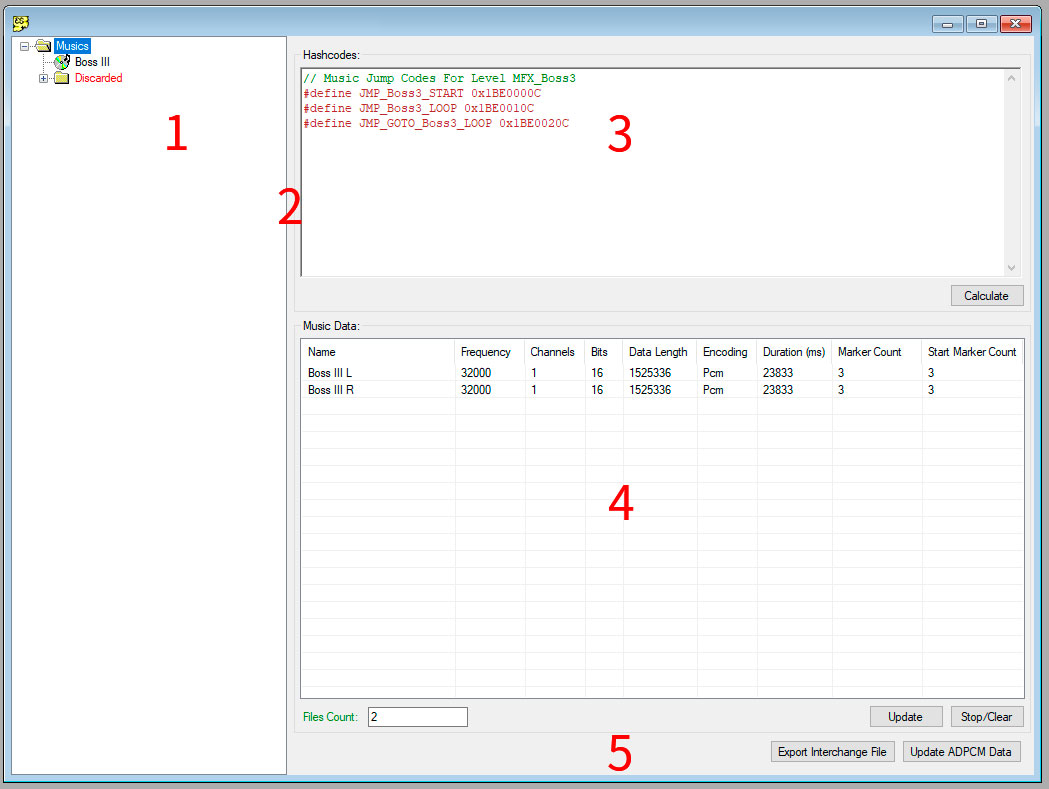 Musics
Boss III
Discarded
1
2
Hashcodes:
// Music Jump Codes For Level MFX_Boss3
#define JMP_Boss3_START 0x1BE0000C
#define JMP_Boss3_LOOP 0x1BE0010C
#define JMP_GOTO_Boss3_LOOP 0x1BE0020C
3
Calculate
Music Data:
Name Frequency Channels Bits Data Length Encoding Duration (ms) Marker Count Start Marker Count
Boss III L 32000 1 16 1525336 Pcm 23833 3 3
Boss III R 32000 1 16 1525336 Pcm 23833 3 3
4
Files Count: 2 Update Stop/Clear
5
Export Interchange File Update ADPCM Data